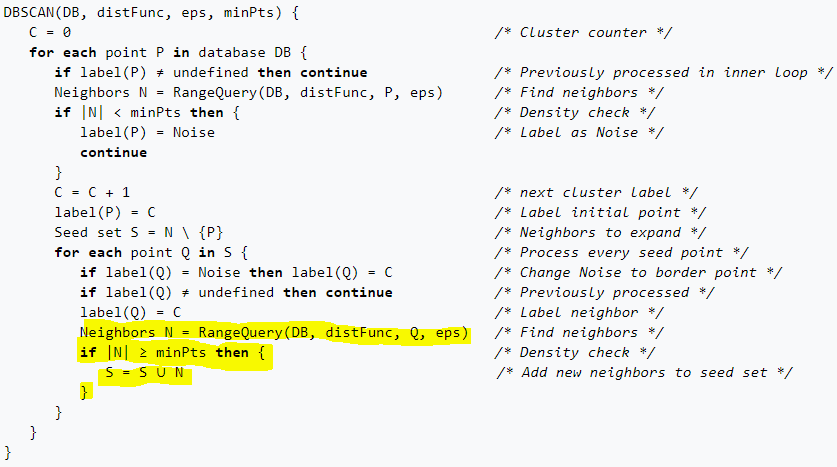 DBSCAN(DB, distFunc, eps, minPts) {
C = 0 /* Cluster counter */
for each point P in database DB {
if label(P) ≠ undefined then continue /* Previously processed in inner loop */
Neighbors N = RangeQuery(DB, distFunc, P, eps) /* Find neighbors */
if |N| < minPts then { /* Density check */
label(P) = Noise /* Label as Noise */
continue
}
C = C + 1 /* next cluster label */
label(P) = C /* Label initial point */
Seed set S = N \ {P} /* Neighbors to expand */
for each point Q in S { /* Process every seed point */
if label(Q) = Noise then label(Q) = C /* Change Noise to border point */
if label(Q) ≠ undefined then continue /* Previously processed */
label(Q) = C /* Label neighbor */
Neighbors N = RangeQuery(DB, distFunc, Q, eps) /* Find neighbors */
if |N| ≥ minPts then { /* Density check */
S = S ∪ N /* Add new neighbors to seed set */
}
}
}
}